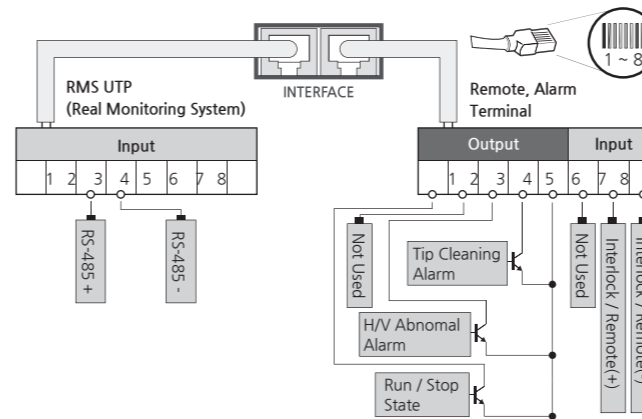 1 ~ 8
INTERFACE
RMS UTP
(Real Monitoring System)
Remote, Alarm
Terminal
Input
1 2 3 4 5 6 7 8
Output
Input
1 2 3 4 5 6 7 8
RS-485 +
RS-485 -
Not Used
Tip Cleaning
Alarm
H/V Abnomal
Alarm
Run / Stop
State
Not Used
Interlock / Remote(+)
Interlock / Remote(-)